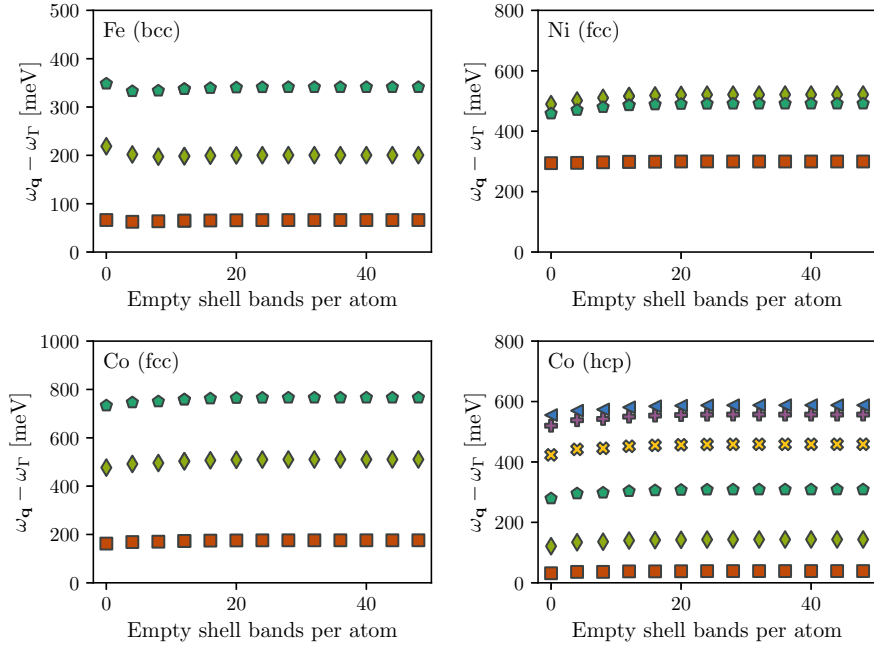 Fe (bcc)
500
400
300
200
100
0
ω_q − ω_Γ [meV]
0 20 40
Empty shell bands per atom
Ni (fcc)
800
600
400
200
0
ω_q − ω_Γ [meV]
0 20 40
Empty shell bands per atom
Co (fcc)
1000
800
600
400
200
0
ω_q − ω_Γ [meV]
0 20 40
Empty shell bands per atom
Co (hcp)
800
600
400
200
0
ω_q − ω_Γ [meV]
0 20 40
Empty shell bands per atom